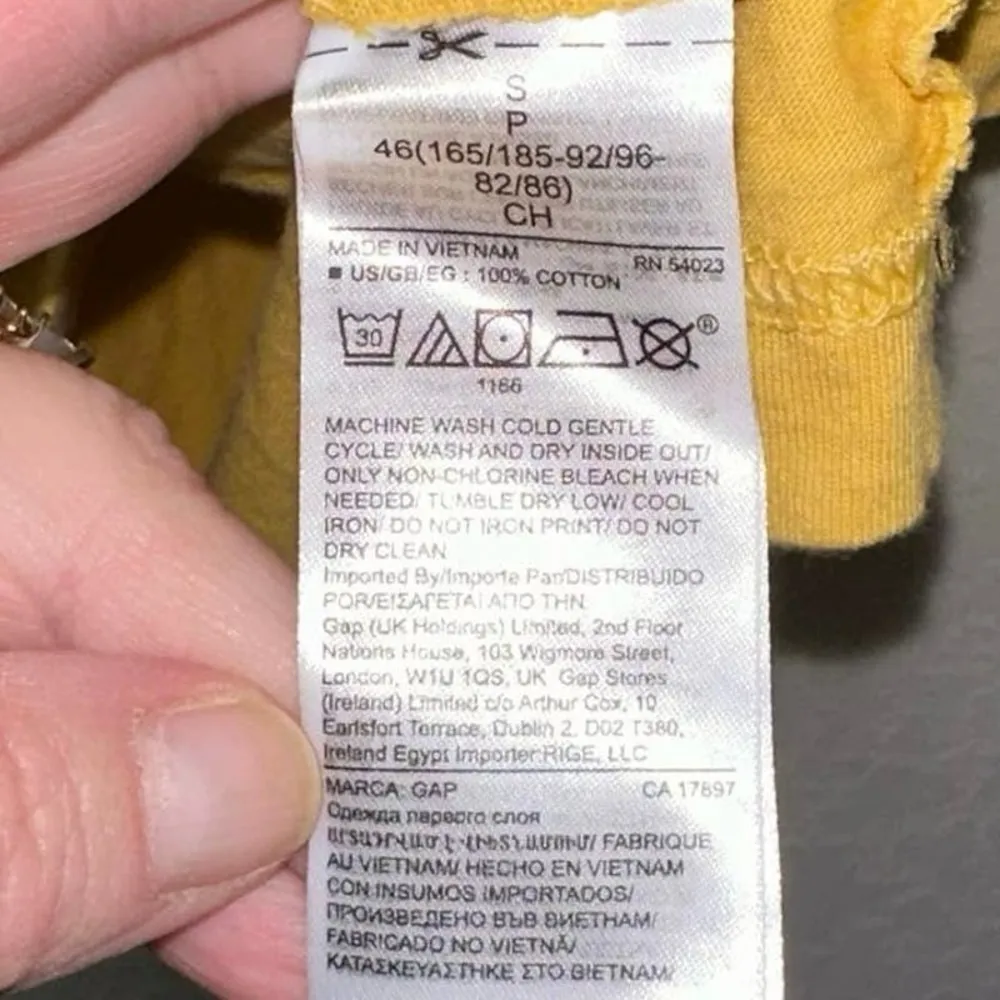 S
P
46(165/185-92/96-
82/86)
CH
MADE IN VIETNAM RN 54023
■ US/GB/EG : 100% COTTON
30 ®
1166
MACHINE WASH COLD GENTLE
CYCLE/ WASH AND DRY INSIDE OUT/
ONLY NON-CHLORINE BLEACH WHEN
NEEDED/ TUMBLE DRY LOW/ COOL
IRON/ DO NOT IRON PRINT/ DO NOT
DRY CLEAN
Imported By/Importe Par/DISTRIBUIDO
POR/ΕΙΣΑΓΕΤΑΙ ΑΠΟ ΤΗΝ
Gap (UK Holdings) Limited, 2nd Floor
Nations House, 103 Wigmore Street,
London, W1U 1QS, UK Gap Stores
(Ireland) Limited c/o Arthur Cox, 10
Earlsfort Terrace, Dublin 2, D02 T380,
Ireland Egypt Importer:RIGE, LLC
MARCA: GAP CA 17897
Одежда первого слоя
ԱՐՏԱԴՐՎԱԾ Է ՎԻԵՏՆԱՄՈՒՄ/ FABRIQUE
AU VIETNAM/ HECHO EN VIETNAM
CON INSUMOS IMPORTADOS/
ПРОИЗВЕДЕНО ВЪВ ВИЕТНАМ/
FABRICADO NO VIETNÃ/
ΚΑΤΑΣΚΕΥΑΣΤΗΚΕ ΣΤΟ ΒΙΕΤΝΑΜ/